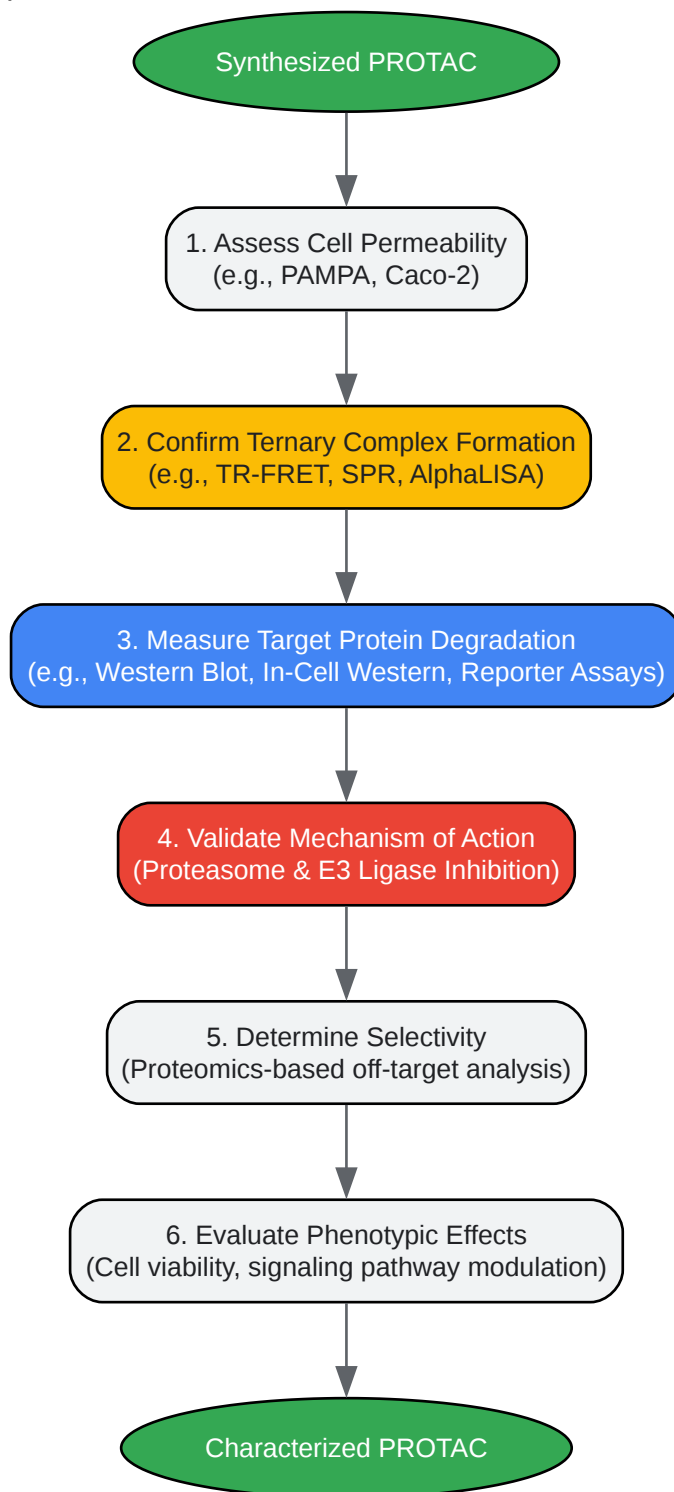 Synthesized PROTAC
1. Assess Cell Permeability
(e.g., PAMPA, Caco-2)
2. Confirm Ternary Complex Formation
(e.g., TR-FRET, SPR, AlphaLISA)
3. Measure Target Protein Degradation
(e.g., Western Blot, In-Cell Western, Reporter Assays)
4. Validate Mechanism of Action
(Proteasome & E3 Ligase Inhibition)
5. Determine Selectivity
(Proteomics-based off-target analysis)
6. Evaluate Phenotypic Effects
(Cell viability, signaling pathway modulation)
Characterized PROTAC